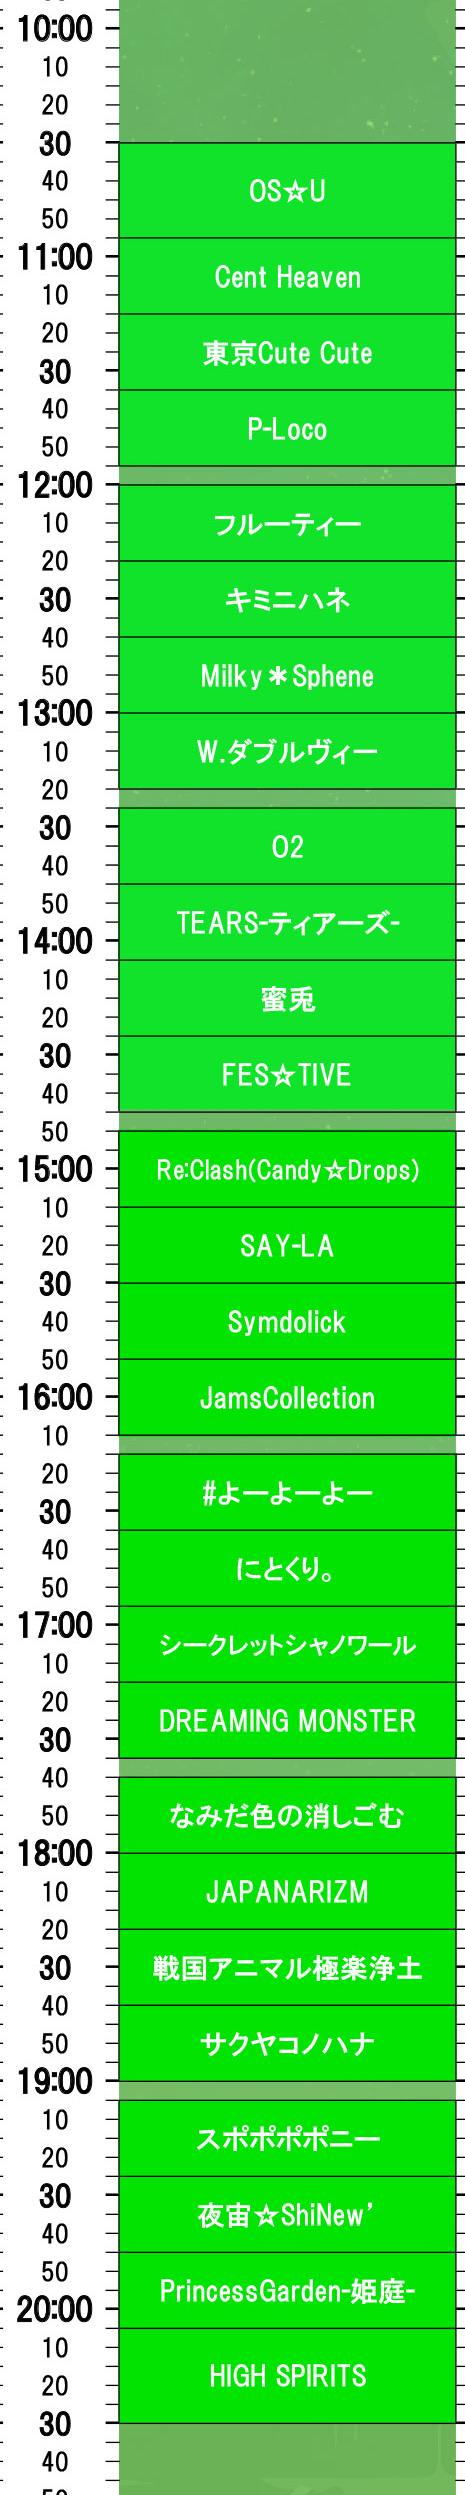 10:00
10
20
30
40
OS☆U
50
11:00
Cent Heaven
10
20
東京Cute Cute
30
40
P-Loco
50
12:00
10
フルーティー
20
30
キミニハネ
40
50
Milky＊Sphene
13:00
10
W.ダブルヴィー
20
30
O2
40
50
TEARS-ティアーズ-
14:00
10
蜜兎
20
30
FES☆TIVE
40
50
15:00
Re:Clash(Candy☆Drops)
10
20
SAY-LA
30
40
Symdolick
50
16:00
JamsCollection
10
20
#よーよーよー
30
40
にとくり。
50
17:00
シークレットシャノワール
10
20
DREAMING MONSTER
30
40
50
なみだ色の消しごむ
18:00
10
JAPANARIZM
20
30
戦国アニマル極楽浄土
40
50
サクヤコノハナ
19:00
10
スポポポポニー
20
30
夜宙☆ShiNew’
40
50
PrincessGarden-姫庭-
20:00
10
20
HIGH SPIRITS
30
40